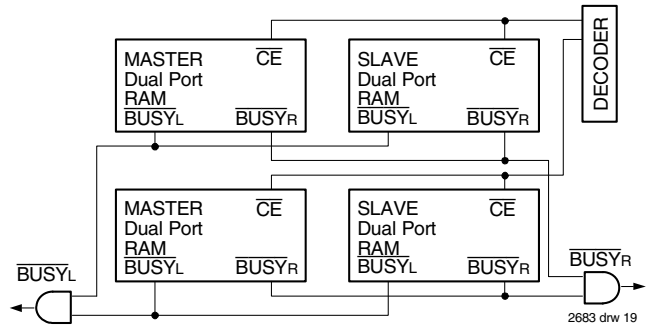 MASTER
Dual Port
RAM
CE
BUSYL
BUSYR
SLAVE
Dual Port
RAM
CE
BUSYL
BUSYR
DECODER
MASTER
Dual Port
RAM
CE
BUSYL
BUSYR
SLAVE
Dual Port
RAM
CE
BUSYL
BUSYR
BUSYL
BUSYR
2683 drw 19